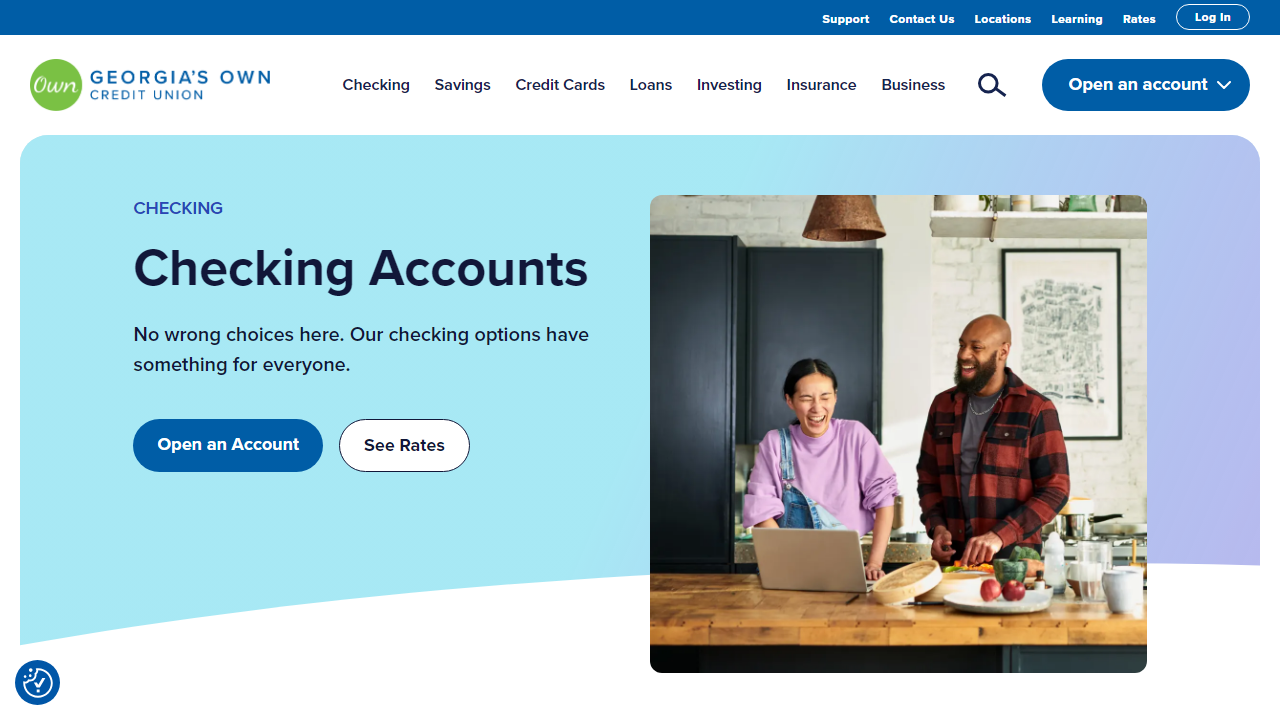 Support Contact Us Locations Learning Rates Log In
Own GEORGIA'S OWN
CREDIT UNION
Checking Savings Credit Cards Loans Investing Insurance Business Open an account
CHECKING
Checking Accounts
No wrong choices here. Our checking options have
something for everyone.
Open an Account See Rates